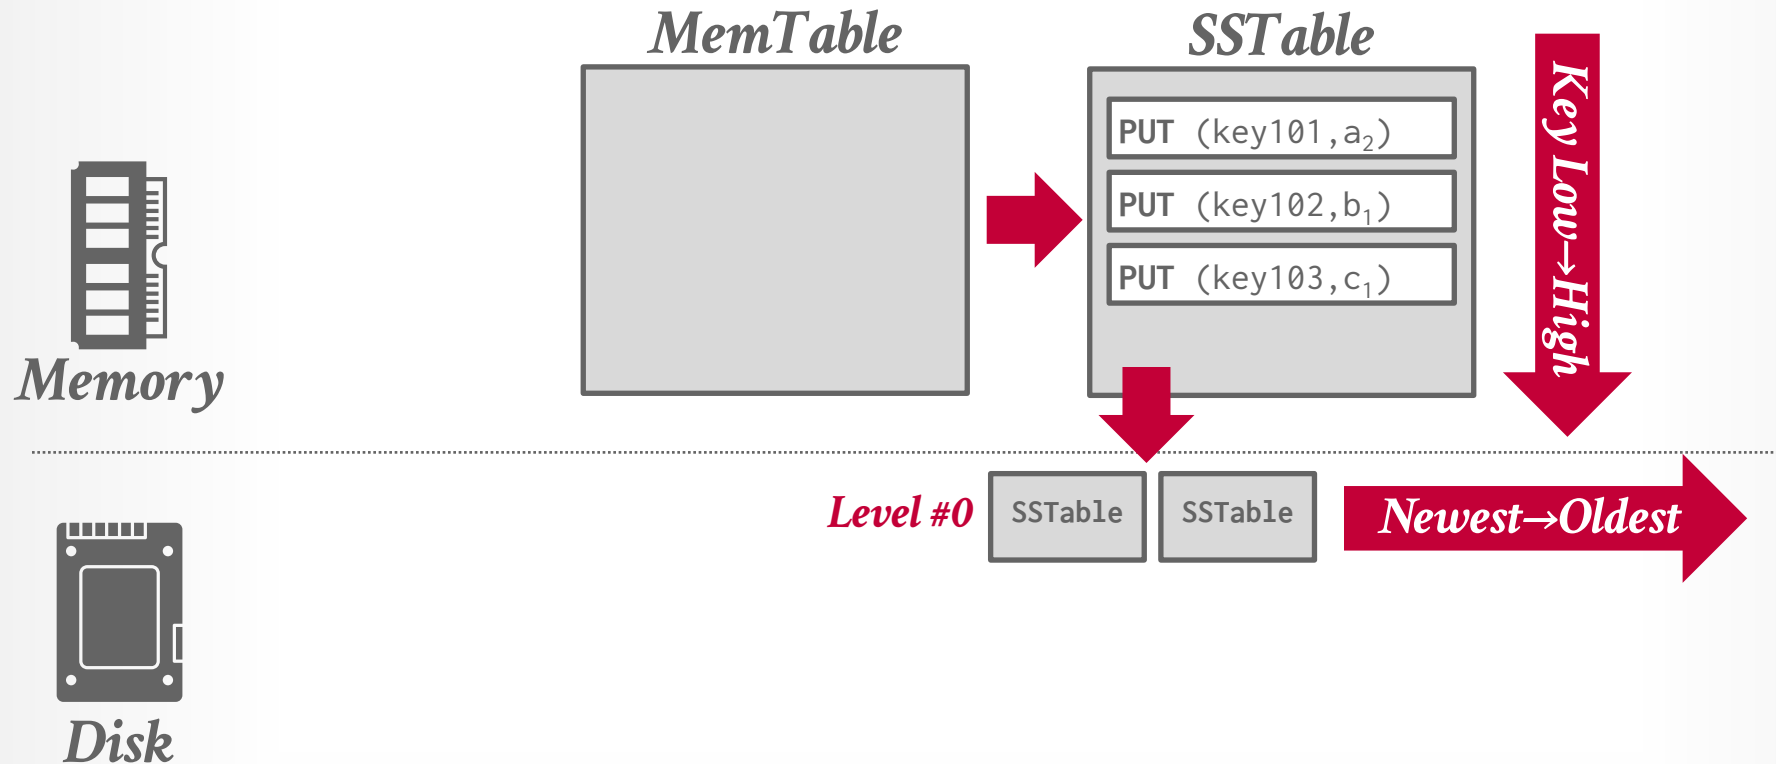 MemTable
SSTable
PUT (key101,a₂)
PUT (key102,b₁)
PUT (key103,c₁)
Key Low→High
Memory
Level #0
SSTable
SSTable
Newest→Oldest
Disk